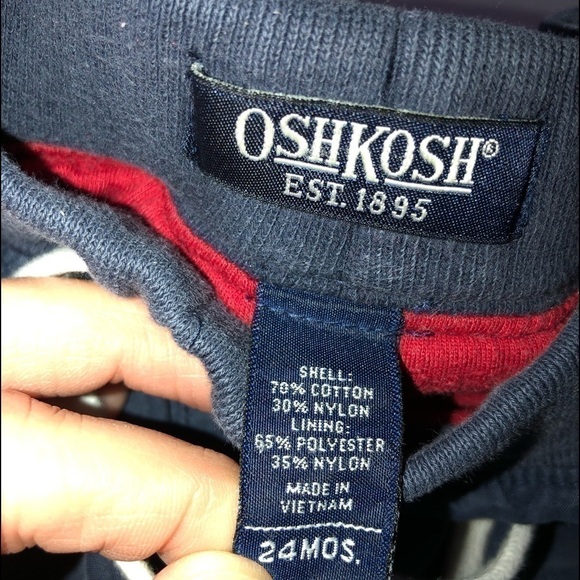 OSHKOSH®
EST. 1895
SHELL:
70% COTTON
30% NYLON
LINING:
65% POLYESTER
35% NYLON
MADE IN
VIETNAM
24MOS.